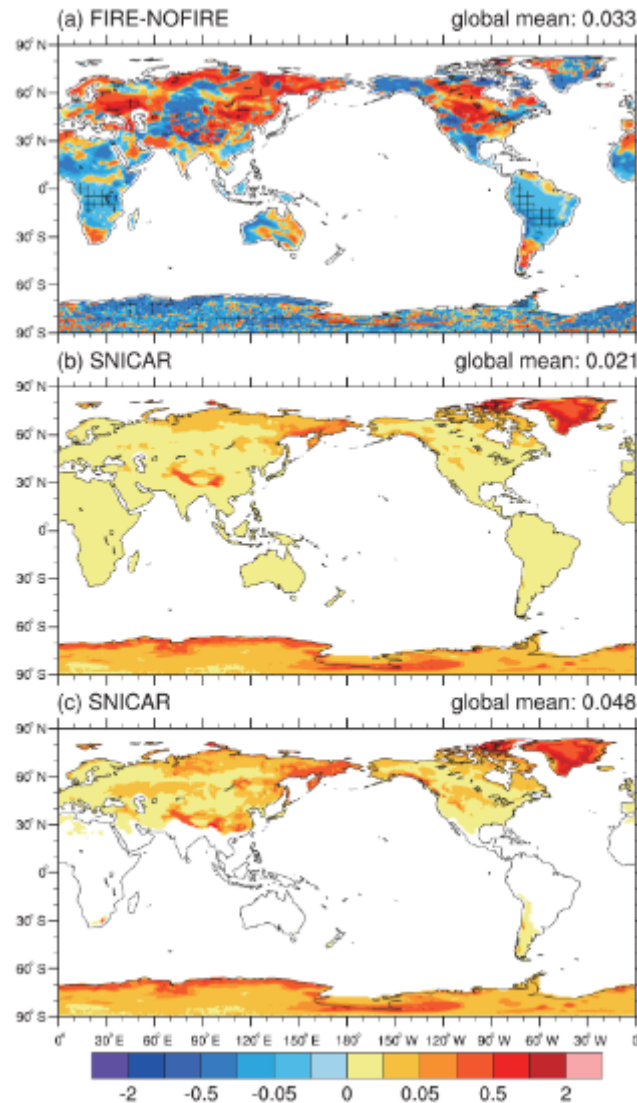 (a) FIRE-NOFIRE global mean: 0.033
90° N
60° N
30° N
0°
30° S
60° S
90° S
(b) SNICAR global mean: 0.021
90° N
60° N
30° N
0°
30° S
60° S
90° S
(c) SNICAR global mean: 0.048
90° N
60° N
30° N
0°
30° S
60° S
90° S
0° 30° E 60° E 90° E 120° E 150° E 180° 150° W 120° W 90° W 60° W 30° W 0°
-2 -0.5 -0.05 0 0.05 0.5 2